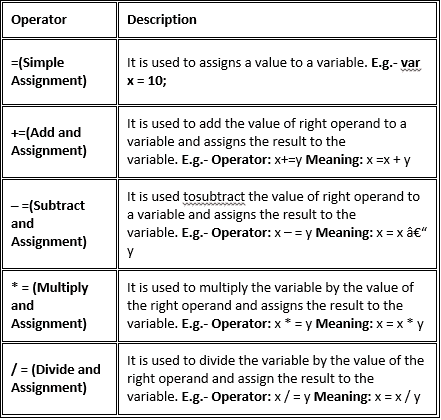 Operator
Description
=(Simple
Assignment)
It is used to assigns a value to a variable. E.g.- var
x = 10;
+=(Add and
Assignment)
It is used to add the value of right operand to a
variable and assigns the result to the
variable. E.g.- Operator: x+=y Meaning: x =x + y
– =(Subtract
and
Assignment)
It is used tosubtract the value of right operand to
a variable and assigns the result to the
variable. E.g.- Operator: x – = y Meaning: x = x â€“
y
* = (Multiply
and
Assignment)
It is used to multiply the variable by the value of
the right operand and assigns the result to the
variable. E.g.- Operator: x * = y Meaning: x = x * y
/ = (Divide and
Assignment)
It is used to divide the variable by the value of the
right operand and assign the result to the
variable. E.g.- Operator: x / = y Meaning: x = x / y